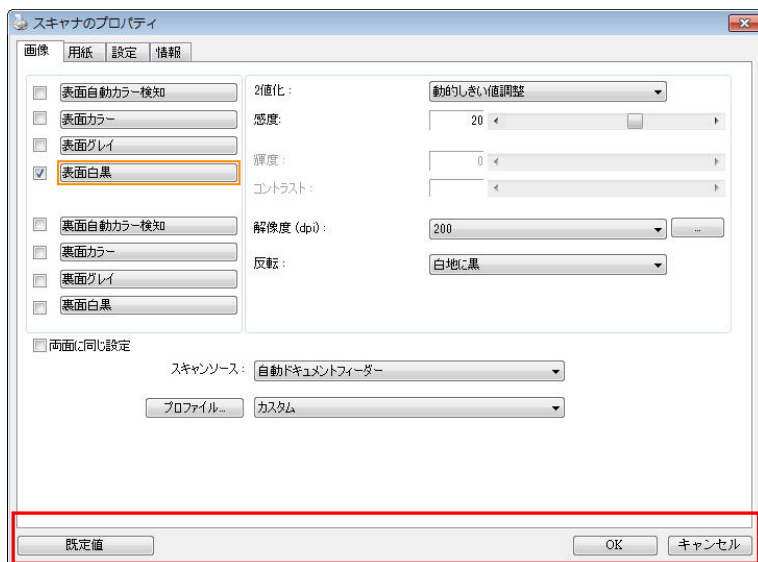 スキャナのプロパティ
画像 用紙 設定 情報
表面自動カラー検知
表面カラー
表面グレイ
表面白黒
裏面自動カラー検知
裏面カラー
裏面グレイ
裏面白黒
2値化: 動的しきい値調整
感度: 20
輝度: 0
コントラスト:
解像度 (dpi): 200 ...
反転: 白地に黒
両面に同じ設定
スキャンソース: 自動ドキュメントフィーダー
プロファイル... カスタム
既定値 OK キャンセル